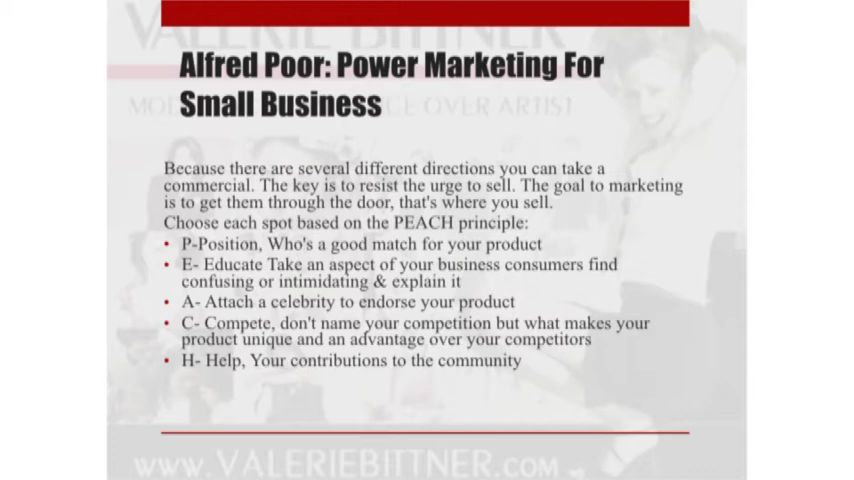 VALERIE BITTNER
Alfred Poor: Power Marketing For
Small Business
CE OVER ARTIST
Because there are several different directions you can take a
commercial. The key is to resist the urge to sell. The goal to marketing
is to get them through the door, that's where you sell.
Choose each spot based on the PEACH principle:
• P-Position, Who's a good match for your product
• E- Educate Take an aspect of your business consumers find
confusing or intimidating & explain it
• A- Attach a celebrity to endorse your product
• C- Compete, don't name your competition but what makes your
product unique and an advantage over your competitors
• H- Help, Your contributions to the community
www.VALERIEBITTNER.COM